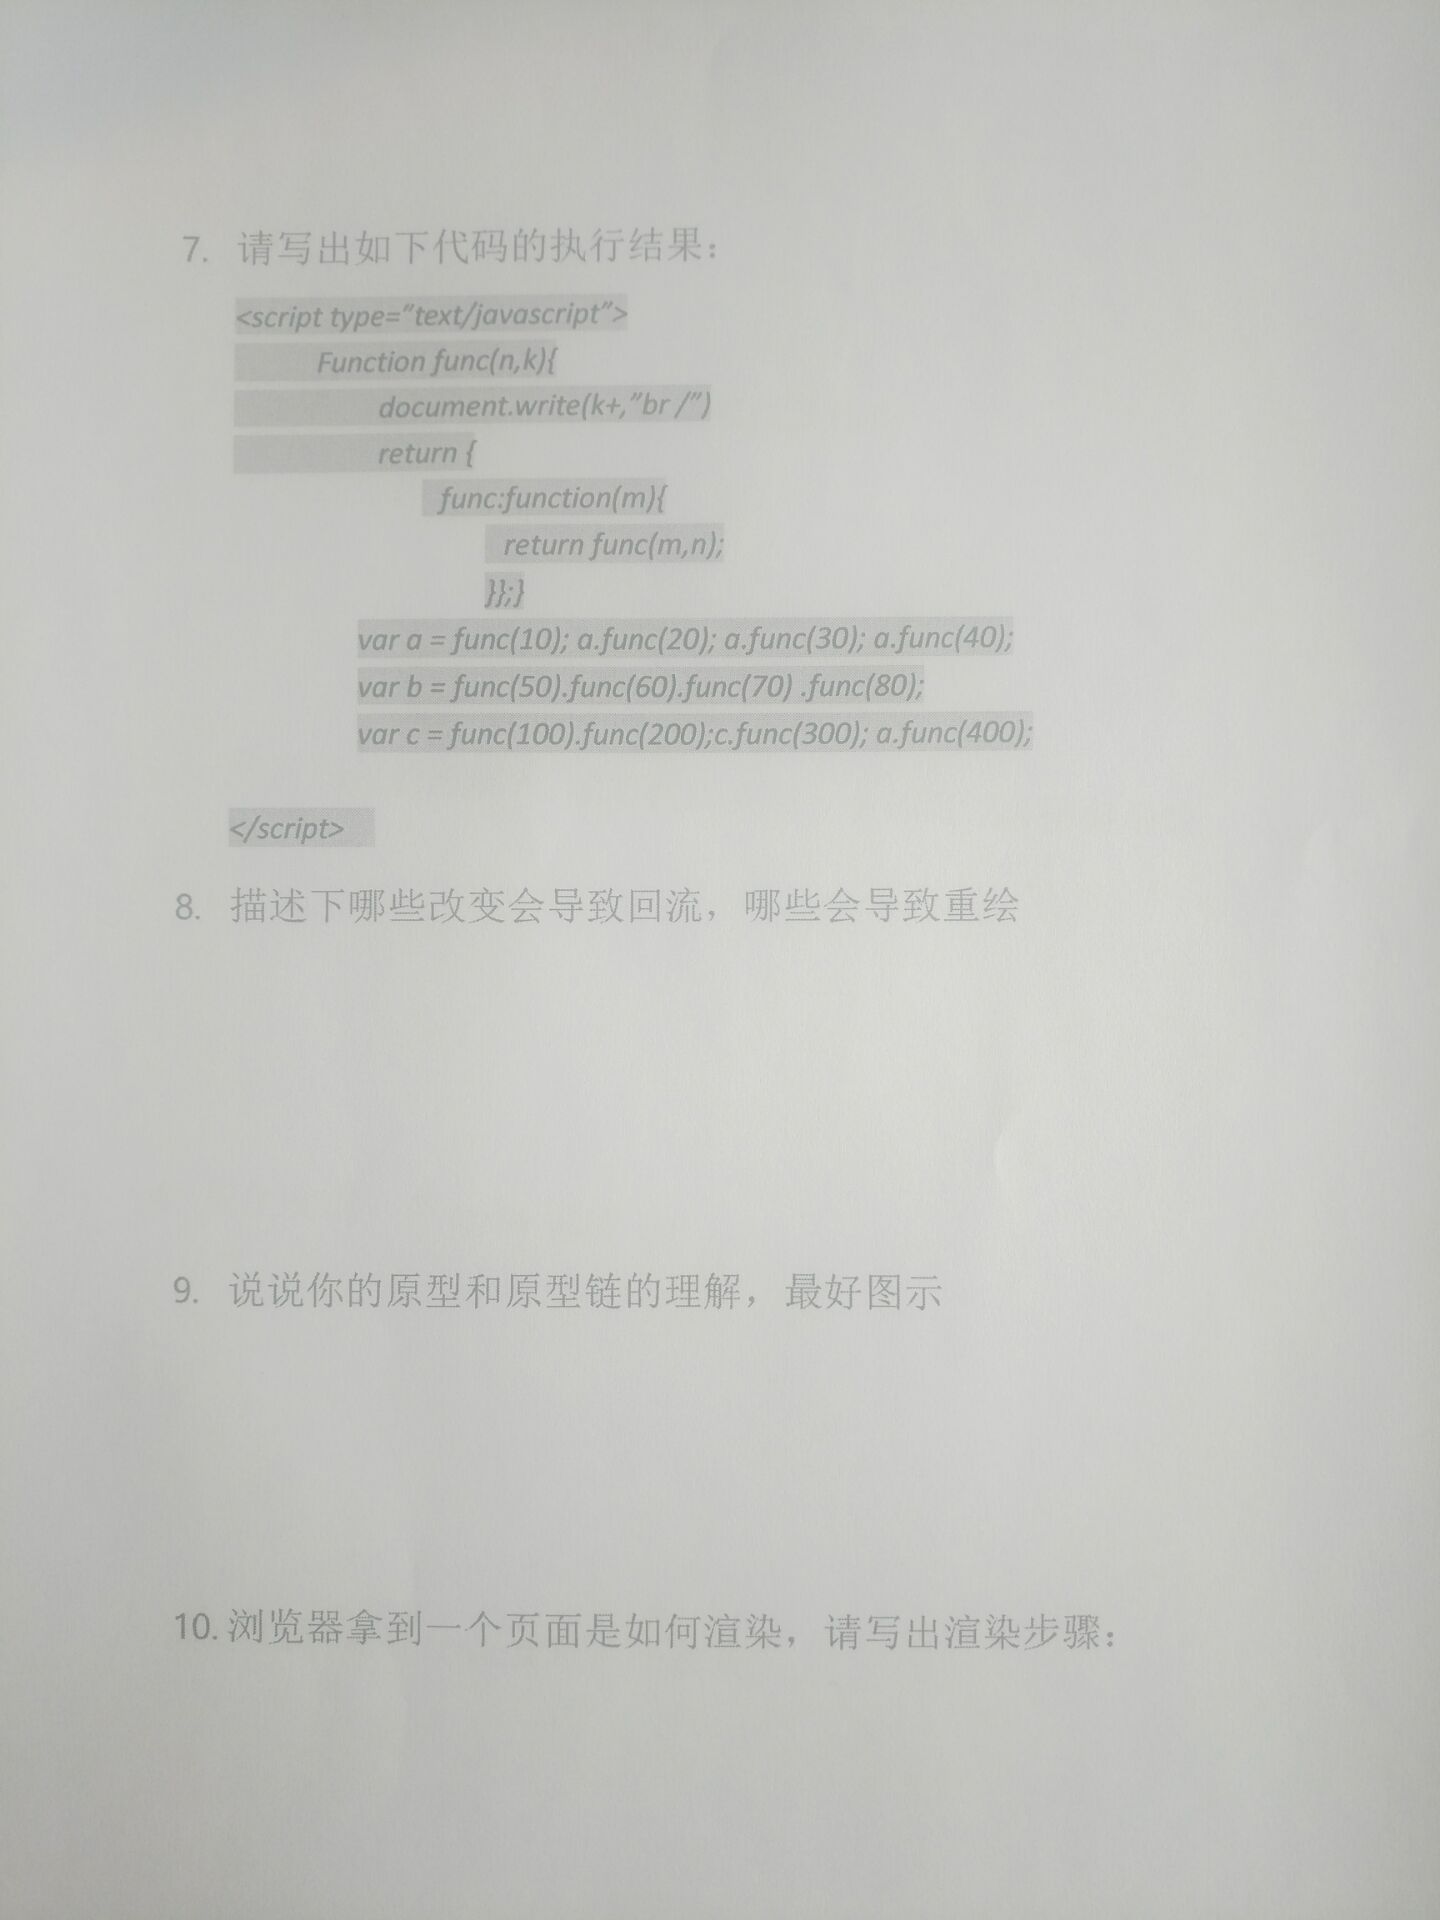 7. 请写出如下代码的执行结果：
<script type="text/javascript">
Function func(n,k){
document.write(k+,"br /")
return {
func:function(m){
return func(m,n);
}};}
var a = func(10); a.func(20); a.func(30); a.func(40);
var b = func(50).func(60).func(70) .func(80);
var c = func(100).func(200);c.func(300); a.func(400);
</script>
8. 描述下哪些改变会导致回流，哪些会导致重绘
9. 说说你的原型和原型链的理解，最好图示
10. 浏览器拿到一个页面是如何渲染，请写出渲染步骤：